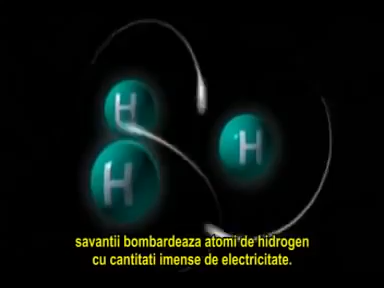 H
H
H
savantii bombardeaza atomi de hidrogen
cu cantitati imense de electricitate.